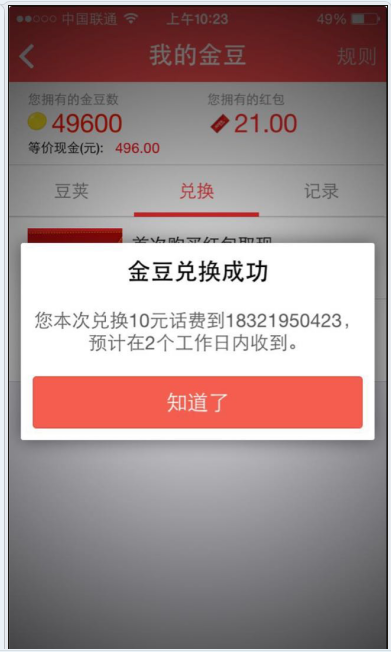 中国联通 上午10:23 49%
我的金豆 规则
您拥有的金豆数 您拥有的红包
49600 21.00
等价现金(元): 496.00
豆荚 兑换 记录
首次购买红包取现
金豆兑换成功
您本次兑换10元话费到18321950423，
预计在2个工作日内收到。
知道了